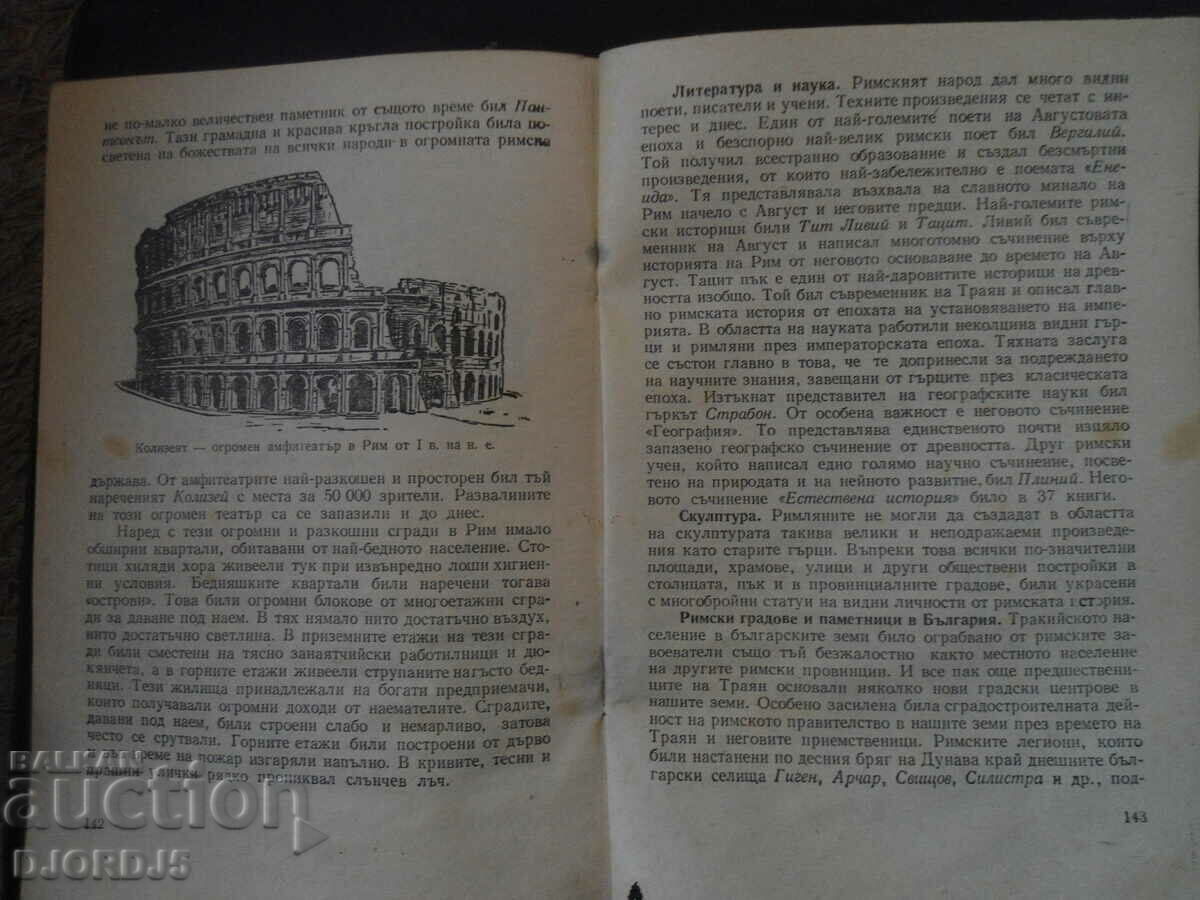 не по-малко величествен памятник от същото време бил Пан-
теонът. Тази грамадна и красива кръгла постройка била по-
светена на божествата на всички народи в огромната римска
Колизеят — огромен амфитеатър в Рим от I в. на н. е.
държава. От амфитеатрите най-разкошен и просторен бил тъй
нареченият Колизей с места за 50 000 зрители. Развалините
на този огромен театър са се запазили и до днес.
Наред с тези огромни и разкошни сгради в Рим имало
обширни квартали, обитавани от най-бедното население. Сто-
тици хиляди хора живеели тук при извънредно лоши хигиен-
ни условия. Бедняшките квартали били наречени тогава
«острови». Това били огромни блокове от многоетажни сгра-
ди за даване под наем. В тях нямало нито достатъчно въздух,
нито достатъчно светлина. В приземните етажи на тези сгра-
ди били сместени на тясно занаятчийски работилници и дю-
кянчета, а в горните етажи живеели струпаните нагъсто бед-
няци. Тези жилища принадлежали на богати предприемачи,
които получавали огромни доходи от наемателите. Сградите,
давани под наем, били строени слабо и немарливо, затова
често се срутвали. Горните етажи били построени от дърво
и във време на пожар изгаряли напълно. В кривите, тесни и
прашни улички рядко прониквал слънчев лъч.
142
Литература и наука. Римският народ дал много видни
поети, писатели и учени. Техните произведения се четат с ин-
терес и днес. Един от най-големите поети на Августовата
епоха и безспорно най-велик римски поет бил Вергилий.
Той получил всестранно образование и създал безсмъртни
произведения, от които най-забележително е поемата «Ене-
ида». Тя представлявала възхвала на славното минало на
Рим начело с Август и неговите предци. Най-големите рим-
ски историци били Тит Ливий и Тацит. Ливий бил съвре-
менник на Август и написал многотомно съчинение върху
историята на Рим от неговото основаване до времето на Ав-
густ. Тацит пък е един от най-даровитите историци на древ-
ността изобщо. Той бил съвременник на Траян и описал глав-
но римската история от епохата на установяването на импе-
рията. В областта на науката работили неколцина видни гър-
ци и римляни през императорската епоха. Тяхната заслуга
се състои главно в това, че те допринесли за подреждането
на научните знания, завещани от гърците през класическата
епоха. Изтъкнат представител на географските науки бил
гъркът Страбон. От особена важност е неговото съчинение
«География». То представлява единственото почти изцяло
запазено географско съчинение от древността. Друг римски
учен, който написал едно голямо научно съчинение, посве-
тено на природата и на нейното развитие, бил Плиний. Него-
вото съчинение «Естествена история» било в 37 книги.
Скулптура. Римляните не могли да създадат в областта
на скулптурата такива велики и неподражаеми произведе-
ния като старите гърци. Въпреки това всички по-значителни
площади, храмове, улици и други обществени постройки в
столицата, пък и в провинциалните градове, били украсени
с многобройни статуи на видни личности от римската история.
Римски градове и паметници в България. Тракийското на-
селение в българските земи било ограбено от римските за-
воеватели също тъй безжалостно както местното население
на другите римски провинции. И все пак още предшествени-
ците на Траян основали няколко нови градски центрове в
нашите земи. Особено засилена била сградостроителната дей-
ност на римското правителство в нашите земи през времето на
Траян и неговите приемственици. Римските легиони, които
били настанени по десния бряг на Дунава край днешните бъл-
гарски селища Гиген, Арчар, Свищов, Силистра и др., под-
143
BALKAN
auction
DJORDJ5